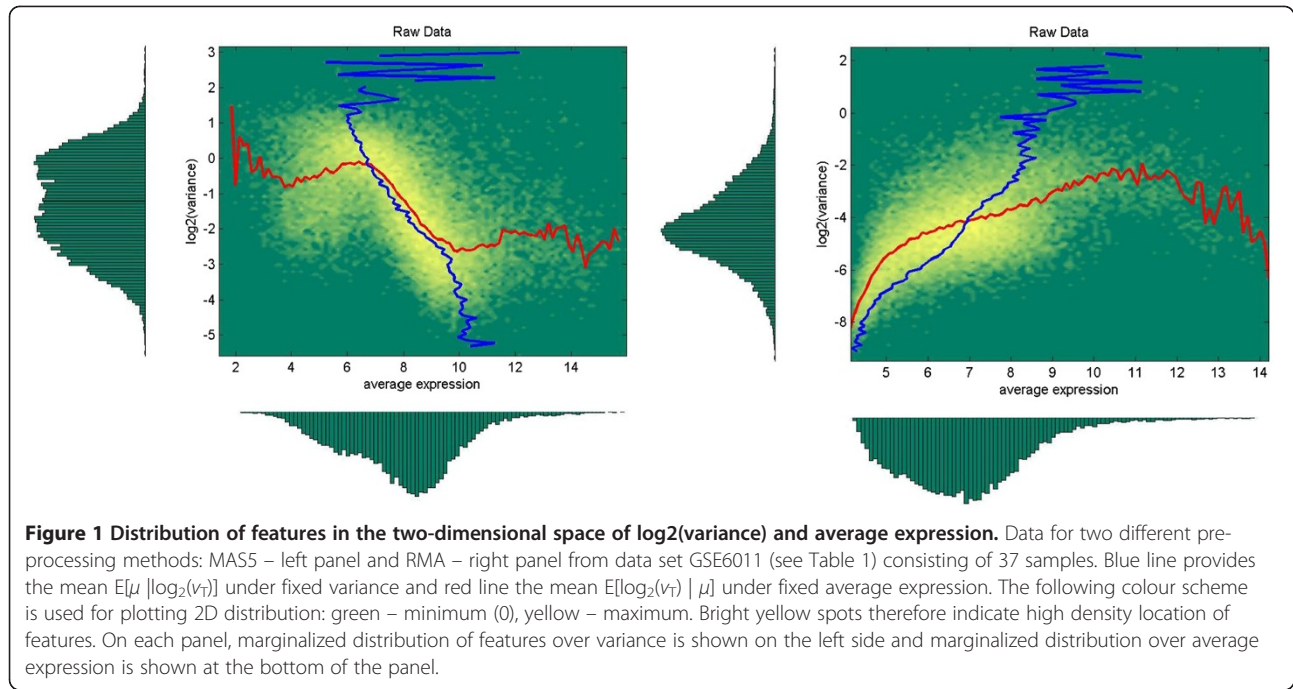 Raw Data
3
2
1
0
-1
-2
-3
-4
-5
log2(variance)
2 4 6 8 10 12 14
average expression
Raw Data
2
0
-2
-4
-6
-8
log2(variance)
5 6 7 8 9 10 11 12 13 14
average expression
Figure 1 Distribution of features in the two-dimensional space of log2(variance) and average expression. Data for two different pre-
processing methods: MAS5 – left panel and RMA – right panel from data set GSE6011 (see Table 1) consisting of 37 samples. Blue line provides
the mean E[μ |log₂(vT)] under fixed variance and red line the mean E[log₂(vT) | μ] under fixed average expression. The following colour scheme
is used for plotting 2D distribution: green – minimum (0), yellow – maximum. Bright yellow spots therefore indicate high density location of
features. On each panel, marginalized distribution of features over variance is shown on the left side and marginalized distribution over average
expression is shown at the bottom of the panel.